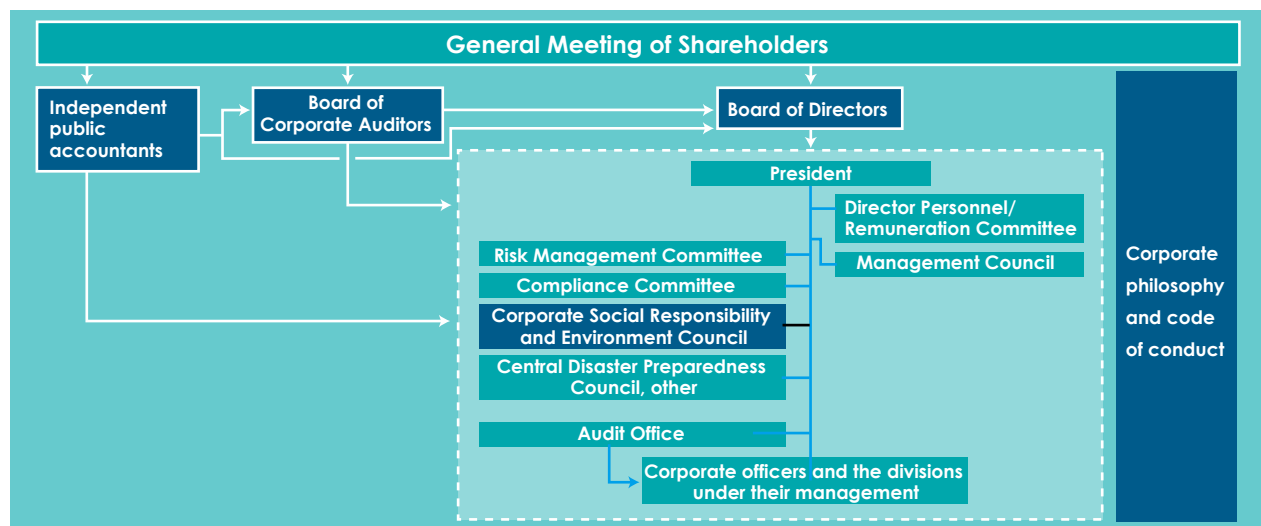 General Meeting of Shareholders
Independent
public
accountants
Board of
Corporate Auditors
Board of Directors
President
Director Personnel/
Remuneration Committee
Management Council
Risk Management Committee
Compliance Committee
Corporate Social Responsibility
and Environment Council
Central Disaster Preparedness
Council, other
Audit Office
Corporate officers and the divisions
under their management
Corporate
philosophy
and code
of conduct